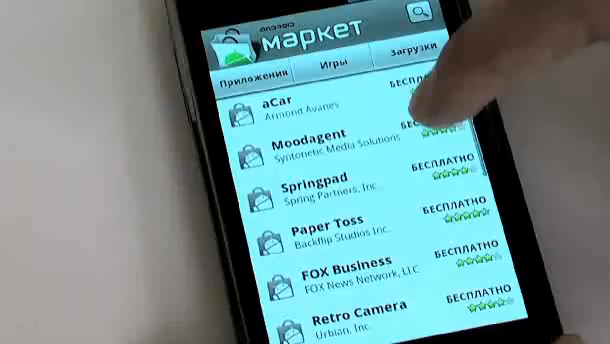 ANDROID
маркет
Приложения Игры Загрузки
aCar
Armond Avanes
Moodagent
Syntonetic Media Solutions
Springpad БЕСПЛАТНО
Spring Partners, Inc.
Paper Toss БЕСПЛАТНО
Backflip Studios Inc.
FOX Business БЕСПЛАТНО
FOX News Network, LLC
Retro Camera БЕСПЛАТНО
Urbian, Inc.